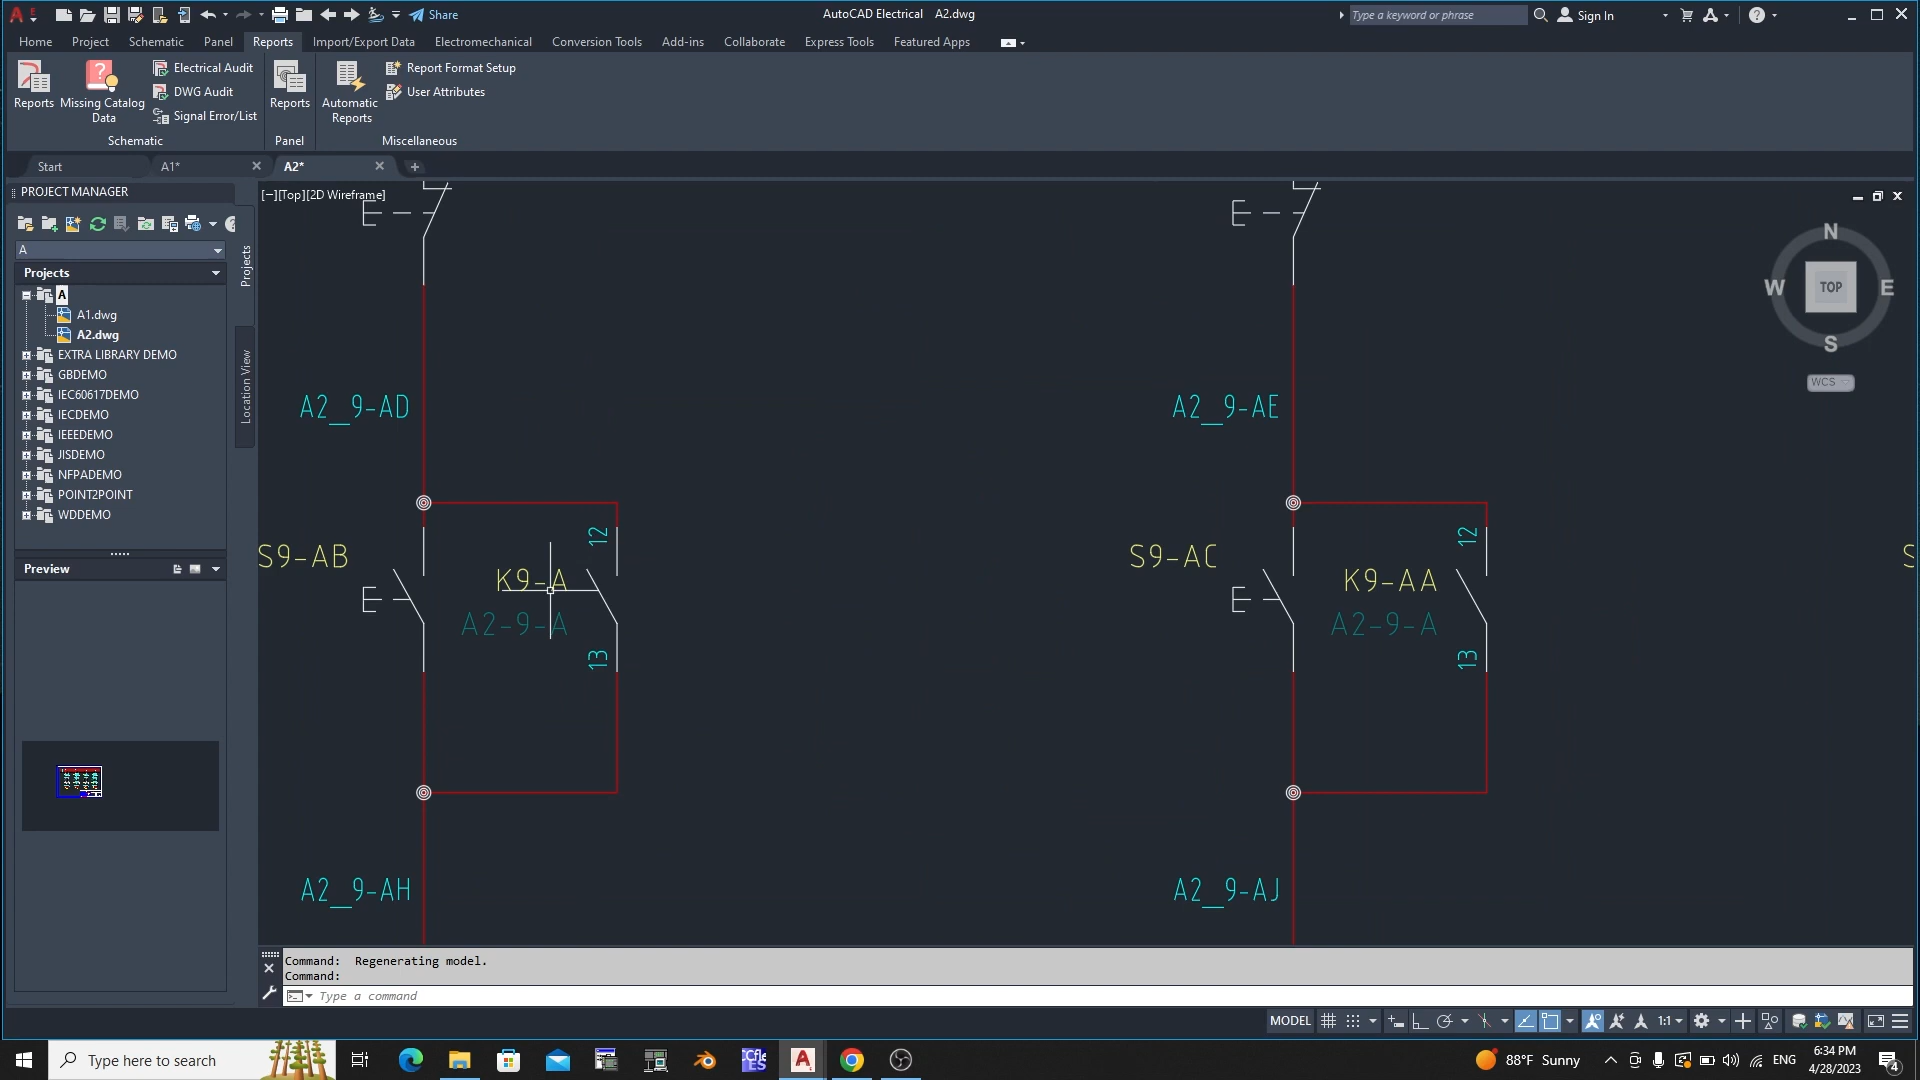 AutoCAD Electrical A2.dwg
Share
Type a keyword or phrase
Sign In
Home Project Schematic Panel Reports Import/Export Data Electromechanical Conversion Tools Add-ins Collaborate Express Tools Featured Apps
Reports
Missing Catalog
Data
Electrical Audit
DWG Audit
Signal Error/List
Schematic
Reports
Panel
Automatic
Reports
Report Format Setup
User Attributes
Miscellaneous
Start A1* A2*
PROJECT MANAGER
A
Projects
A
A1.dwg
A2.dwg
EXTRA LIBRARY DEMO
GBDEMO
IEC60617DEMO
IECDEMO
IEEEDEMO
JISDEMO
NFPADEMO
POINT2POINT
WDDEMO
Preview
Projects
Location View
[−][Top][2D Wireframe]
N
W TOP E
S
WCS
A2_9-AD
A2_9-AE
12
12
S9-AB
K9-A
S9-AC
K9-AA
A2-9-A
A2-9-A
13
13
A2_9-AH
A2_9-AJ
Command: Regenerating model.
Command:
Type a command
MODEL
1:1
Type here to search
88°F Sunny
ENG
6:34 PM
4/28/2023
4